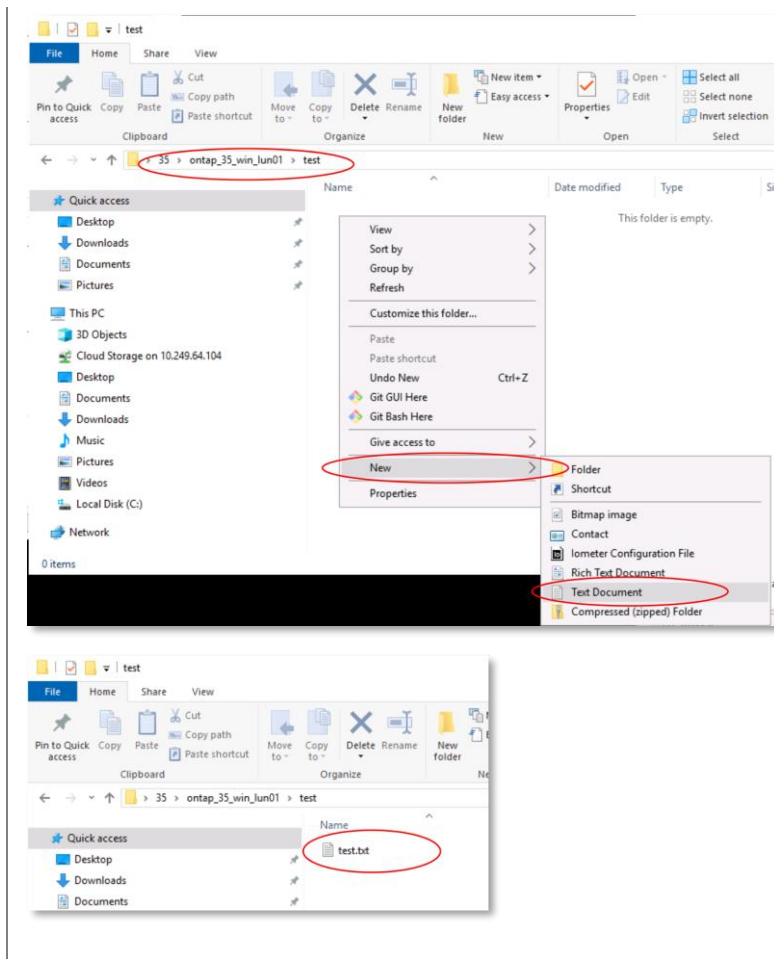 test
File Home Share View
Pin to Quick access Copy Paste Cut Copy path Paste shortcut Move to Copy to Delete Rename New folder New item Easy access Properties Open Edit Select all Select none Invert selection
Clipboard Organize New Open Select
35 > ontap_35_win_lun01 > test
Name Date modified Type
Quick access
This folder is empty.
Desktop
Downloads
Documents
Pictures
This PC
3D Objects
Cloud Storage on 10.249.64.104
Desktop
Documents
Downloads
Music
Pictures
Videos
Local Disk (C:)
Network
0 items
View
Sort by
Group by
Refresh
Customize this folder...
Paste
Paste shortcut
Undo New Ctrl+Z
Git GUI Here
Git Bash Here
Give access to
New
Properties
Folder
Shortcut
Bitmap image
Contact
Iometer Configuration File
Rich Text Document
Text Document
Compressed (zipped) Folder
test
File Home Share View
Pin to Quick access Copy Paste Cut Copy path Paste shortcut Move to Copy to Delete Rename New folder
Clipboard Organize
35 > ontap_35_win_lun01 > test
Name
Quick access
test.txt
Desktop
Downloads
Documents